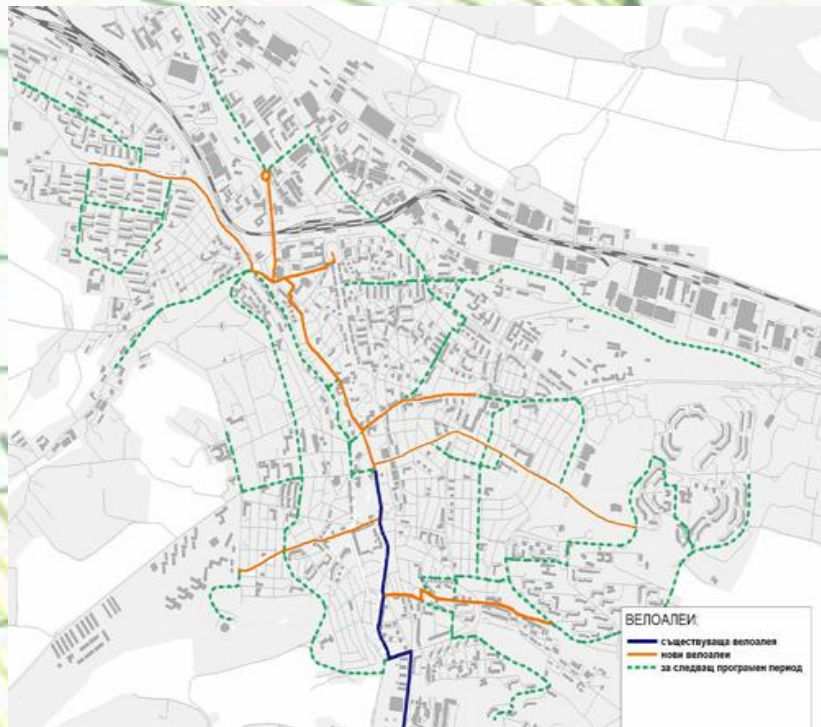 ВЕЛОАЛЕИ:
съществуваща велоалея
нови велоалеи
за следващ програмен период